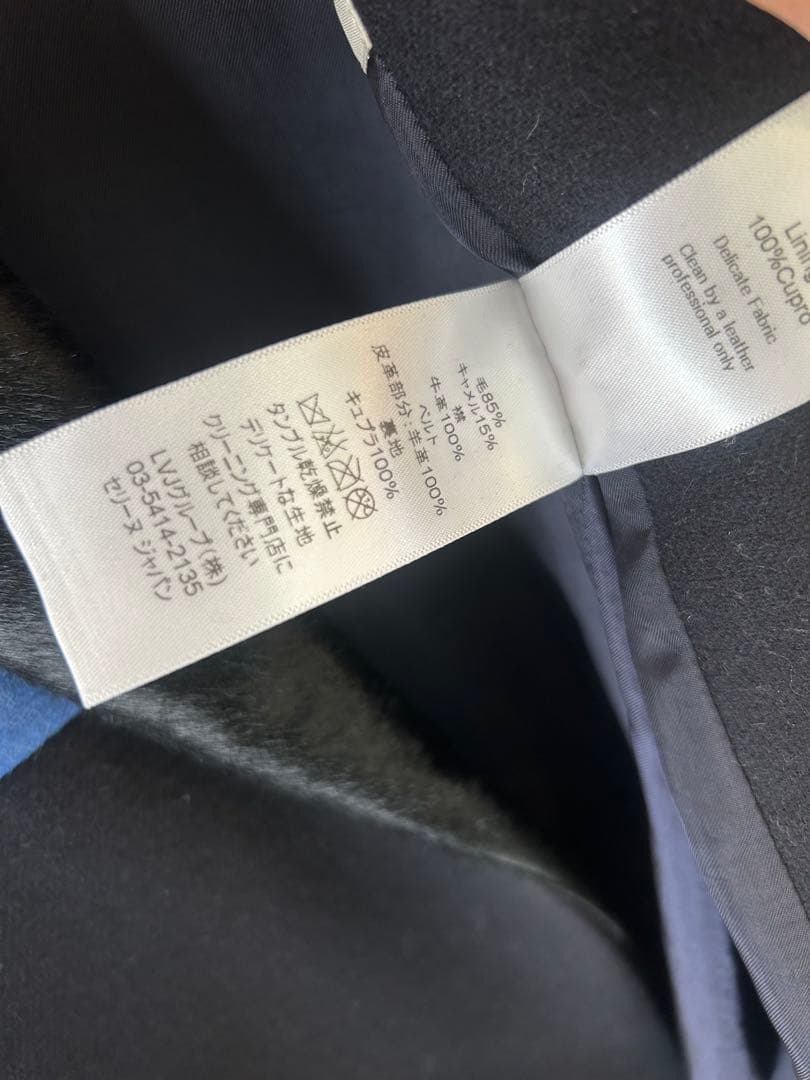 毛85%
キャメル15%
襟
牛革100%
ベルト
皮革部分:羊革100%
裏地
キュプラ100%
タンブル乾燥禁止
デリケートな生地
クリーニング専門店に
相談してください
LVJグループ(株)
03-5414-2135
セリーヌ ジャパン
100%Cupro
Delicate Fabric
Clean by a leather
professional only